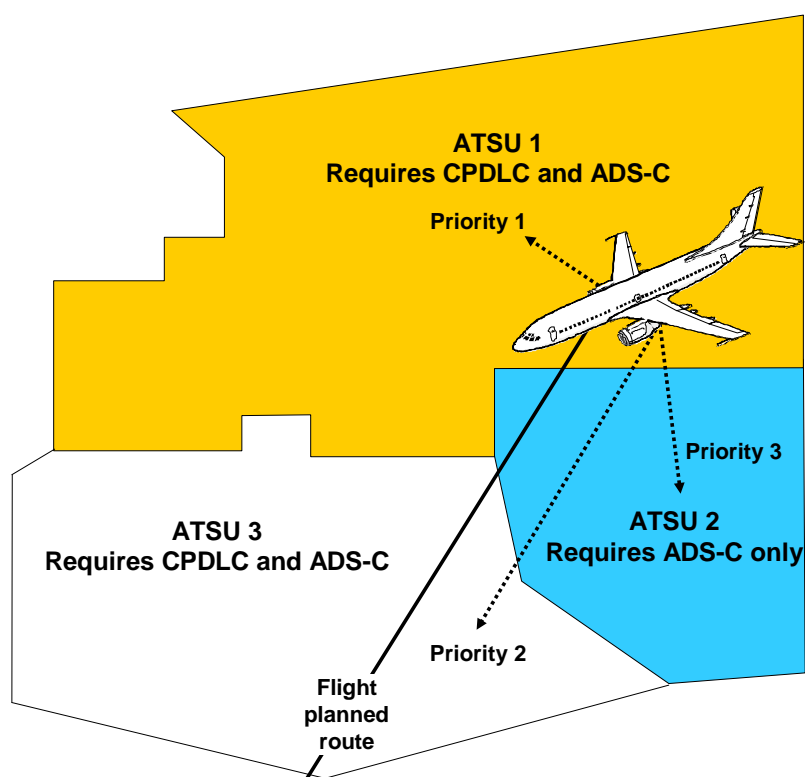 ATSU 1
Requires CPDLC and ADS-C
Priority 1
Priority 3
ATSU 2
Requires ADS-C only
ATSU 3
Requires CPDLC and ADS-C
Priority 2
Flight
planned
route